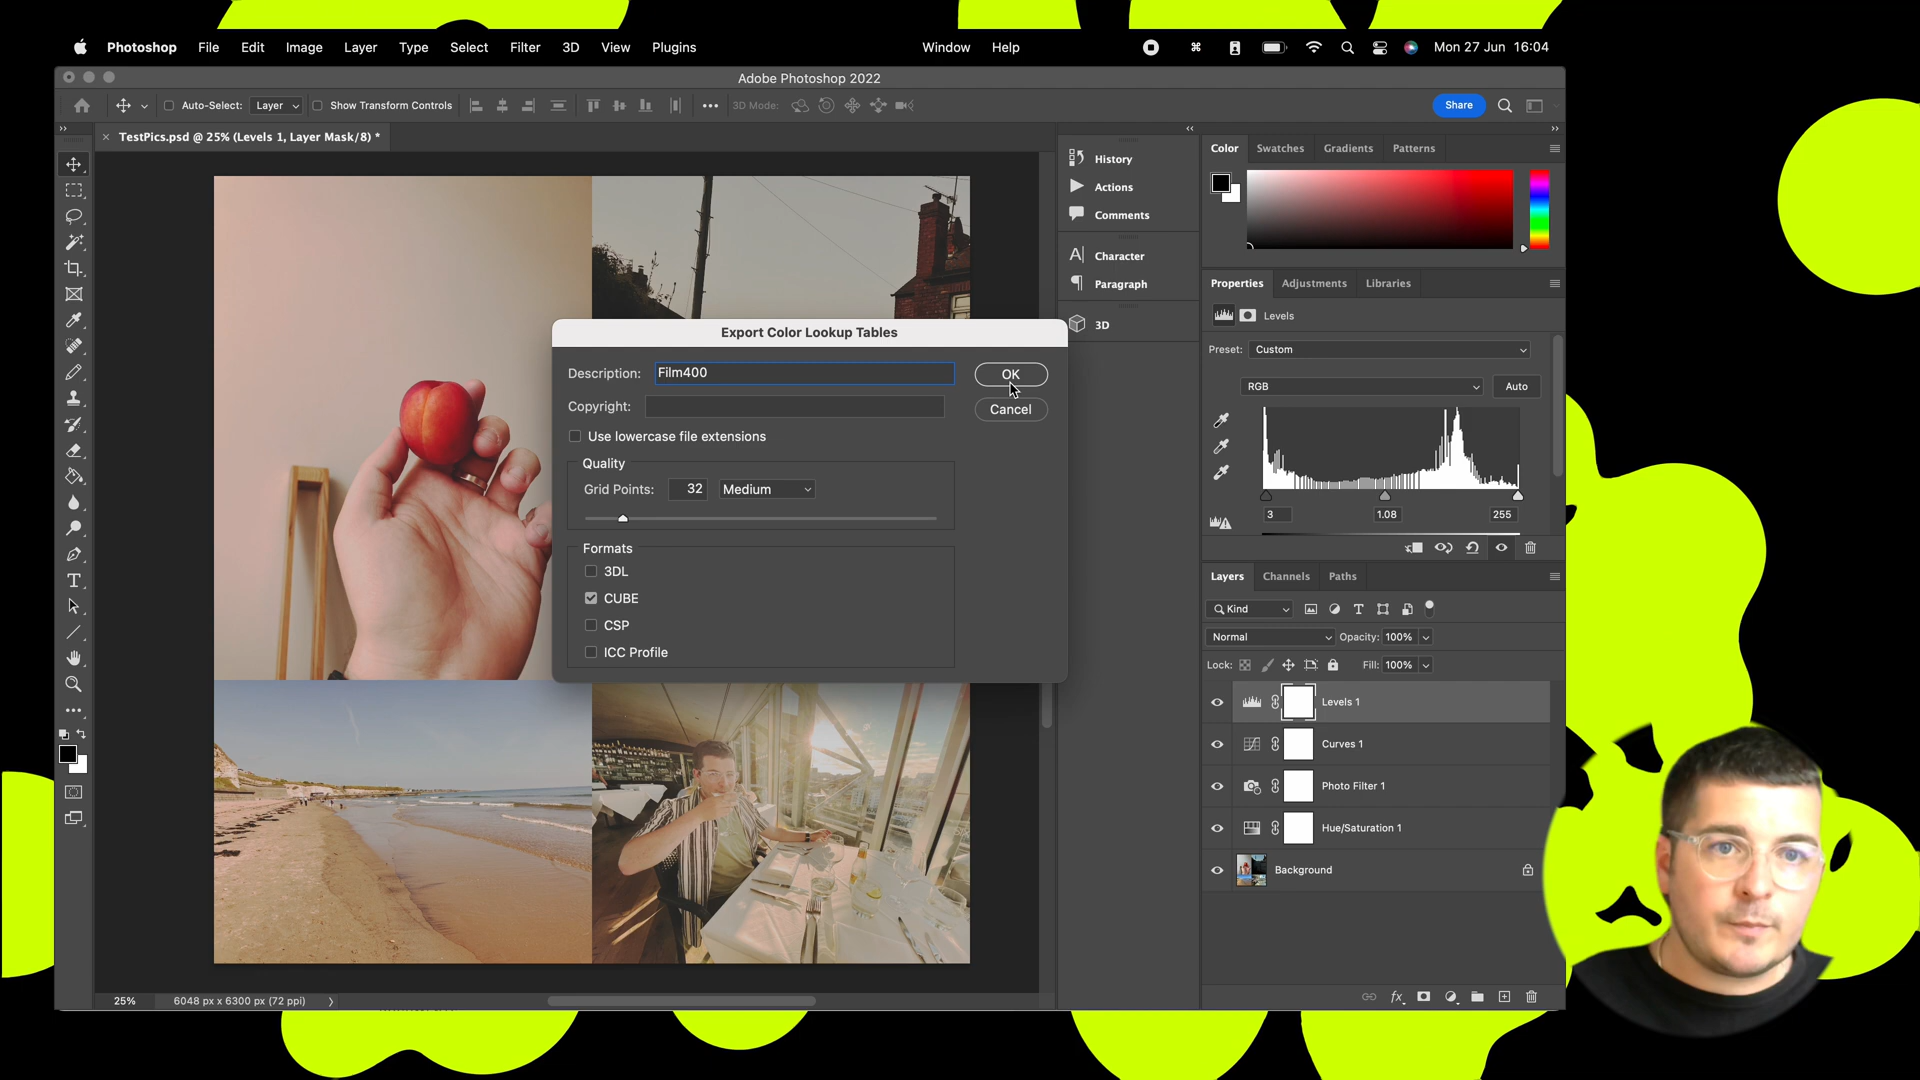 Photoshop File Edit Image Layer Type Select Filter 3D View Plugins Window Help Mon 27 Jun 16:04
Adobe Photoshop 2022
Auto-Select: Layer Show Transform Controls 3D Mode: Share
TestPics.psd @ 25% (Levels 1, Layer Mask/8) *
History
Actions
Comments
Character
Paragraph
3D
Color Swatches Gradients Patterns
Properties Adjustments Libraries
Levels
Preset: Custom
RGB Auto
3 1.08 255
Export Color Lookup Tables
Description: Film400
OK
Copyright:
Cancel
Use lowercase file extensions
Quality
Grid Points: 32 Medium
Formats
3DL
CUBE
CSP
ICC Profile
Layers Channels Paths
Kind
Normal Opacity: 100%
Lock: Fill: 100%
Levels 1
Curves 1
Photo Filter 1
Hue/Saturation 1
Background
fx
25% 6048 px x 6300 px (72 ppi)